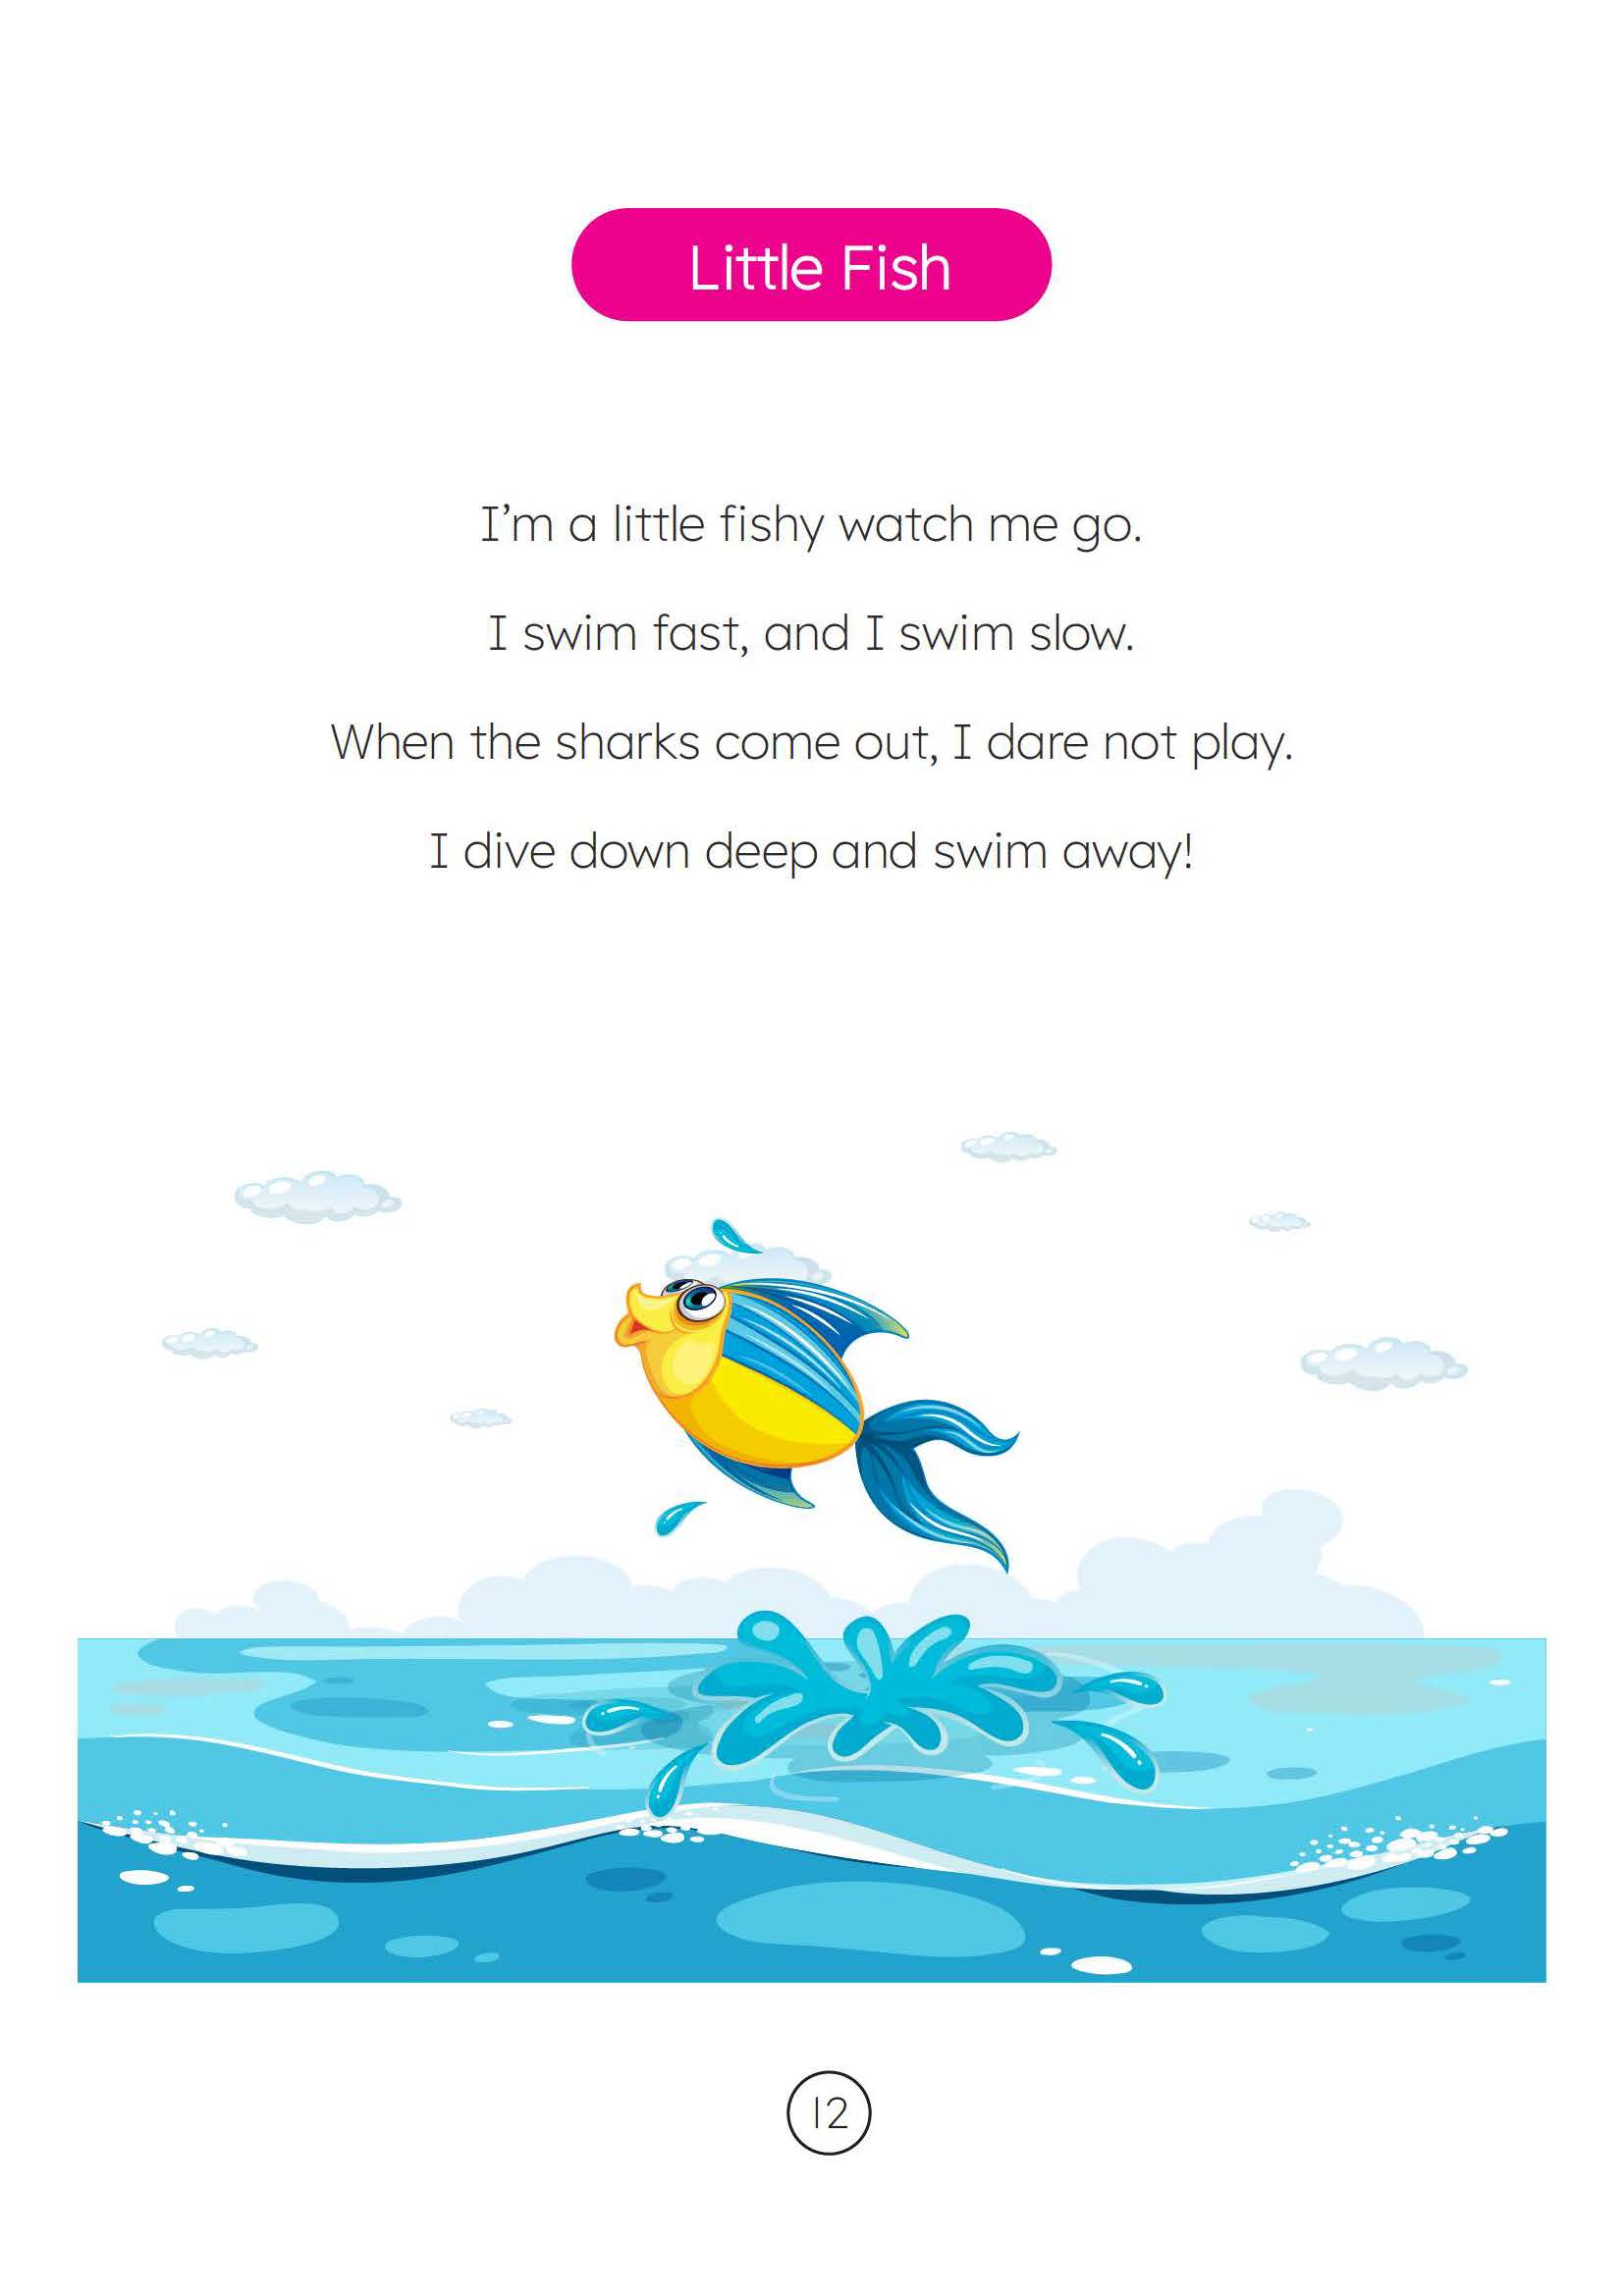 Little Fish
I’m a little fishy watch me go.
I swim fast, and I swim slow.
When the sharks come out, I dare not play.
I dive down deep and swim away!
12